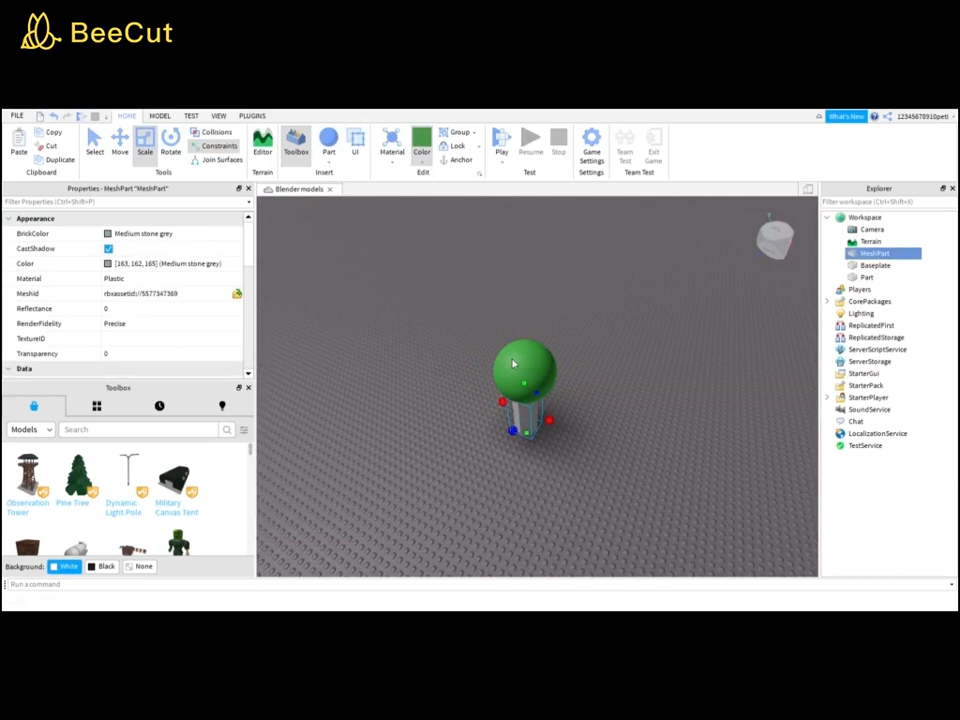 BeeCut
FILE HOME MODEL TEST VIEW PLUGINS What's New 12345678910peti
Paste Copy Cut Duplicate Select Move Scale Rotate Collisions Constraints Join Surfaces Editor Toolbox Part UI Material Color Group Lock Anchor Play Resume Stop Game Settings Team Test Exit Game
Clipboard Tools Terrain Insert Edit Test Settings Team Test
Properties - MeshPart "MeshPart"
Filter Properties (Ctrl+Shift+P)
Appearance
BrickColor Medium stone grey
CastShadow
Color [163, 162, 165] (Medium stone grey)
Material Plastic
MeshId rbxassetid://5577347369
Reflectance 0
RenderFidelity Precise
TextureID
Transparency 0
Data
Toolbox
Models Search
Observation Tower
Pine Tree
Dynamic Light Pole
Military Canvas Tent
Background: White Black None
Run a command
Blender models
Explorer
Filter workspace (Ctrl+Shift+X)
Workspace
Camera
Terrain
MeshPart
Baseplate
Part
Players
CorePackages
Lighting
ReplicatedFirst
ReplicatedStorage
ServerScriptService
ServerStorage
StarterGui
StarterPack
StarterPlayer
SoundService
Chat
LocalizationService
TestService